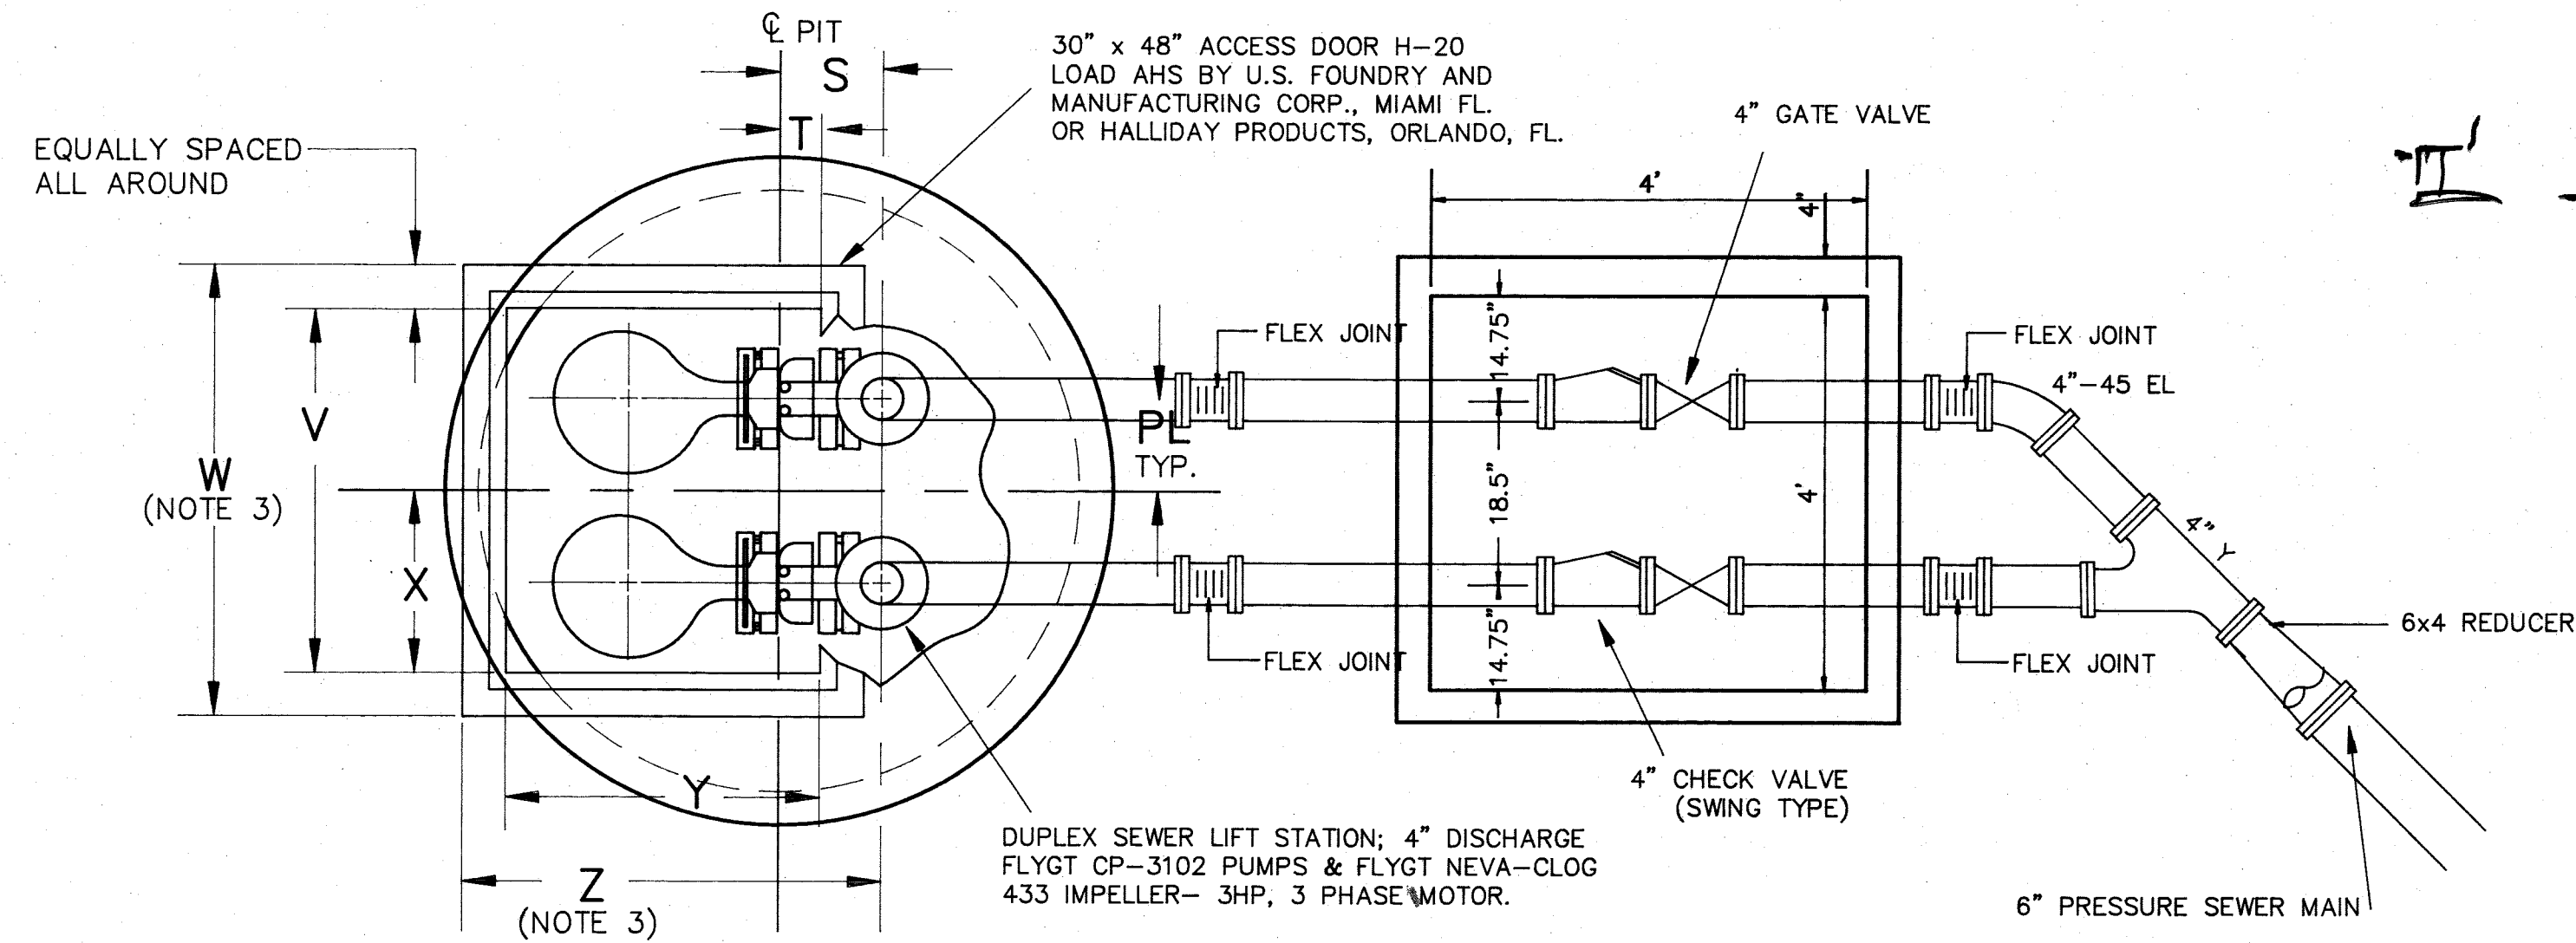 ℄ PIT
S
T
30" x 48" ACCESS DOOR H-20
LOAD AHS BY U.S. FOUNDRY AND
MANUFACTURING CORP., MIAMI FL.
OR HALLIDAY PRODUCTS, ORLANDO, FL.
4" GATE VALVE
EQUALLY SPACED
ALL AROUND
4'
4"
FLEX JOINT
14.75"
FLEX JOINT
4"-45 EL
V
PL
TYP.
W
(NOTE 3)
18.5"
4'
4" Y
X
14.75"
6x4 REDUCER
FLEX JOINT
FLEX JOINT
Y
4" CHECK VALVE
(SWING TYPE)
DUPLEX SEWER LIFT STATION; 4" DISCHARGE
FLYGT CP-3102 PUMPS & FLYGT NEVA-CLOG
433 IMPELLER- 3HP, 3 PHASE MOTOR.
Z
(NOTE 3)
6" PRESSURE SEWER MAIN